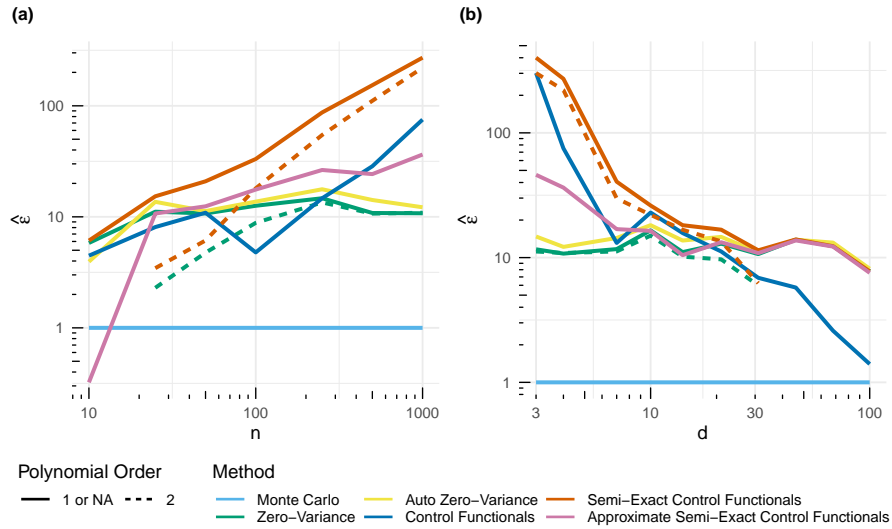 (a)
(b)
ε̂
100
10
1
10
100
1000
n
ε̂
100
10
1
3
10
30
100
d
Polynomial Order
1 or NA
2
Method
Monte Carlo
Auto Zero-Variance
Semi-Exact Control Functionals
Zero-Variance
Control Functionals
Approximate Semi-Exact Control Functionals